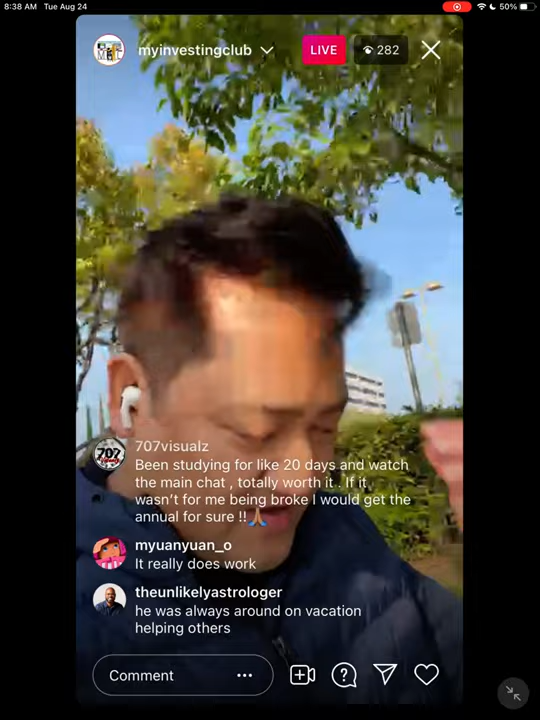 8:38 AM Tue Aug 24
50%
myinvestingclub
LIVE
282
707visualz
Been studying for like 20 days and watch
the main chat , totally worth it . If it
wasn't for me being broke I would get the
annual for sure !!🙏
myuanyuan_o
It really does work
theunlikelyastrologer
he was always around on vacation
helping others
Comment